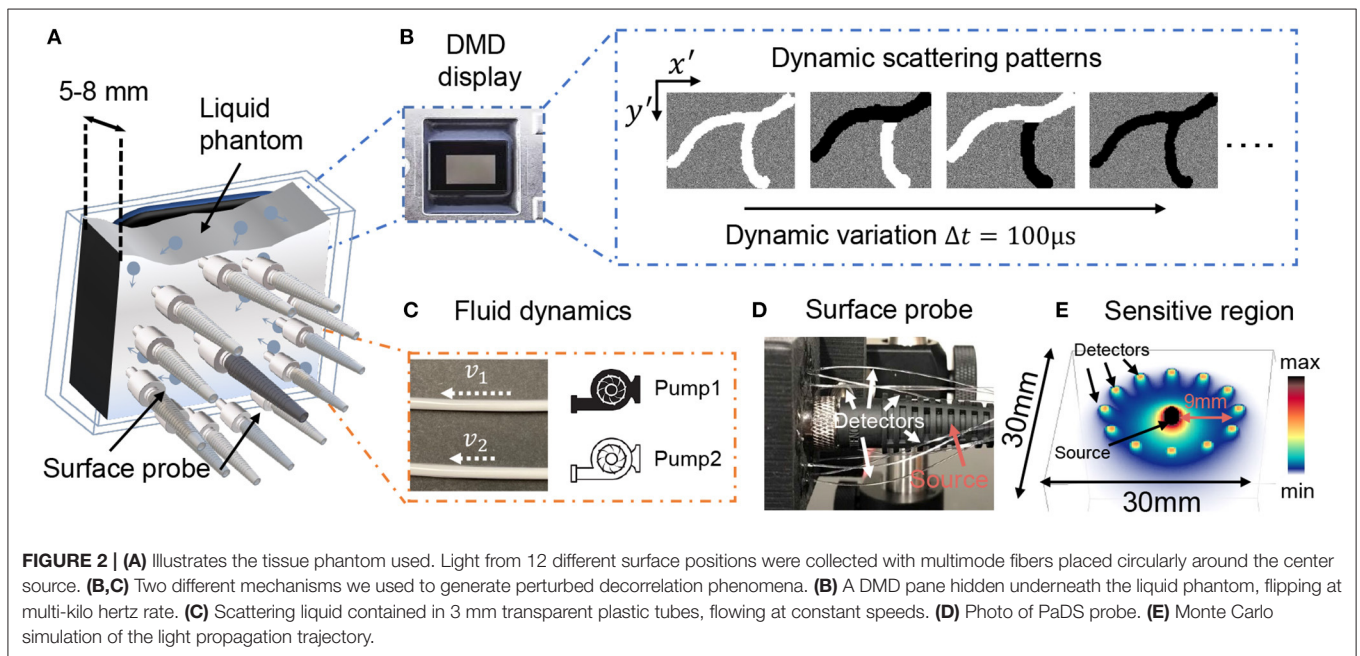 A
5-8 mm
Liquid
phantom
Surface probe
B
DMD
display
Dynamic scattering patterns
x′
y′
Dynamic variation Δt = 100μs
C
Fluid dynamics
v₁
Pump1
v₂
Pump2
D
Surface probe
Detectors
Source
E
Sensitive region
Detectors
max
9mm
30mm
Source
min
30mm
FIGURE 2 | (A) Illustrates the tissue phantom used. Light from 12 different surface positions were collected with multimode fibers placed circularly around the center
source. (B,C) Two different mechanisms we used to generate perturbed decorrelation phenomena. (B) A DMD pane hidden underneath the liquid phantom, flipping at
multi-kilo hertz rate. (C) Scattering liquid contained in 3 mm transparent plastic tubes, flowing at constant speeds. (D) Photo of PaDS probe. (E) Monte Carlo
simulation of the light propagation trajectory.